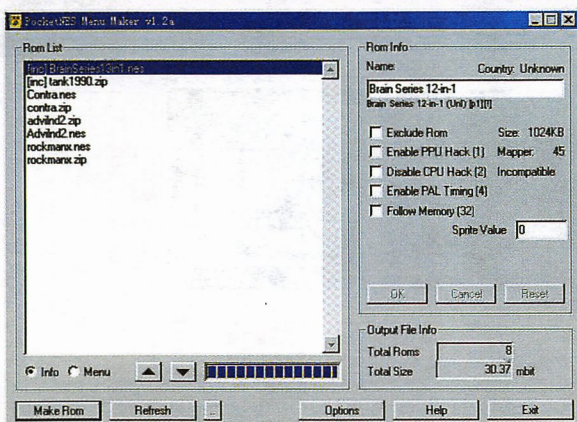 PocketNES Menu Maker v1.2a
Rom List
[inc] BrainSeries13in1.nes
[inc] tank1990.zip
Contra.nes
contra.zip
advilnd2.zip
Advilnd2.nes
rockmanx.nes
rockmanx.zip
Info
Menu
Make Rom
Refresh
..
Options
Help
Exit
Rom Info
Name:
Country: Unknown
Brain Series 12-in-1
Brain Series 12-in-1 (Unl) [p1][!]
Exclude Rom
Size: 1024KB
Enable PPU Hack (1)
Mapper: 45
Disable CPU Hack (2)
Incompatible
Enable PAL Timing (4)
Follow Memory (32)
Sprite Value 0
OK
Cancel
Reset
Output File Info
Total Roms 8
Total Size 30.37 mbit